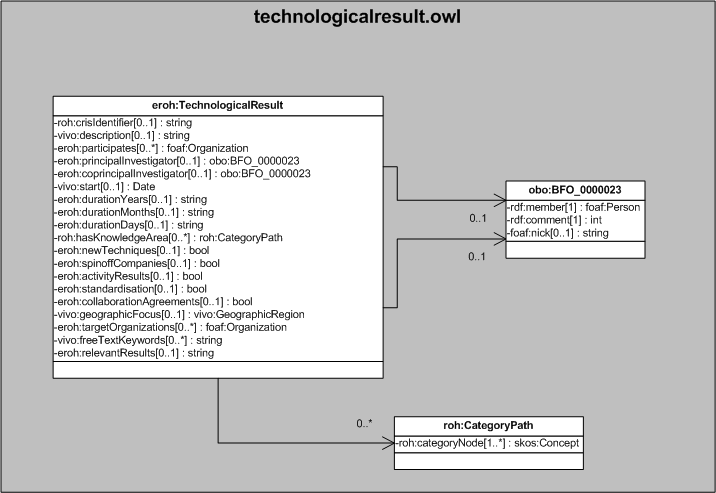 technologicalresult.owl
eroh:TechnologicalResult
-roh:crisIdentifier[0..1] : string
-vivo:description[0..1] : string
-eroh:participates[0..*] : foaf:Organization
-eroh:principalInvestigator[0..1] : obo:BFO_0000023
-eroh:coprincipalInvestigator[0..1] : obo:BFO_0000023
-vivo:start[0..1] : Date
-eroh:durationYears[0..1] : string
-eroh:durationMonths[0..1] : string
-eroh:durationDays[0..1] : string
-roh:hasKnowledgeArea[0..*] : roh:CategoryPath
-eroh:newTechniques[0..1] : bool
-eroh:spinoffCompanies[0..1] : bool
-eroh:activityResults[0..1] : bool
-eroh:standardisation[0..1] : bool
-eroh:collaborationAgreements[0..1] : bool
-vivo:geographicFocus[0..1] : vivo:GeographicRegion
-eroh:targetOrganizations[0..*] : foaf:Organization
-vivo:freeTextKeywords[0..*] : string
-eroh:relevantResults[0..1] : string
obo:BFO_0000023
-rdf:member[1] : foaf:Person
-rdf:comment[1] : int
-foaf:nick[0..1] : string
0..1
0..1
0..*
roh:CategoryPath
-roh:categoryNode[1..*] : skos:Concept